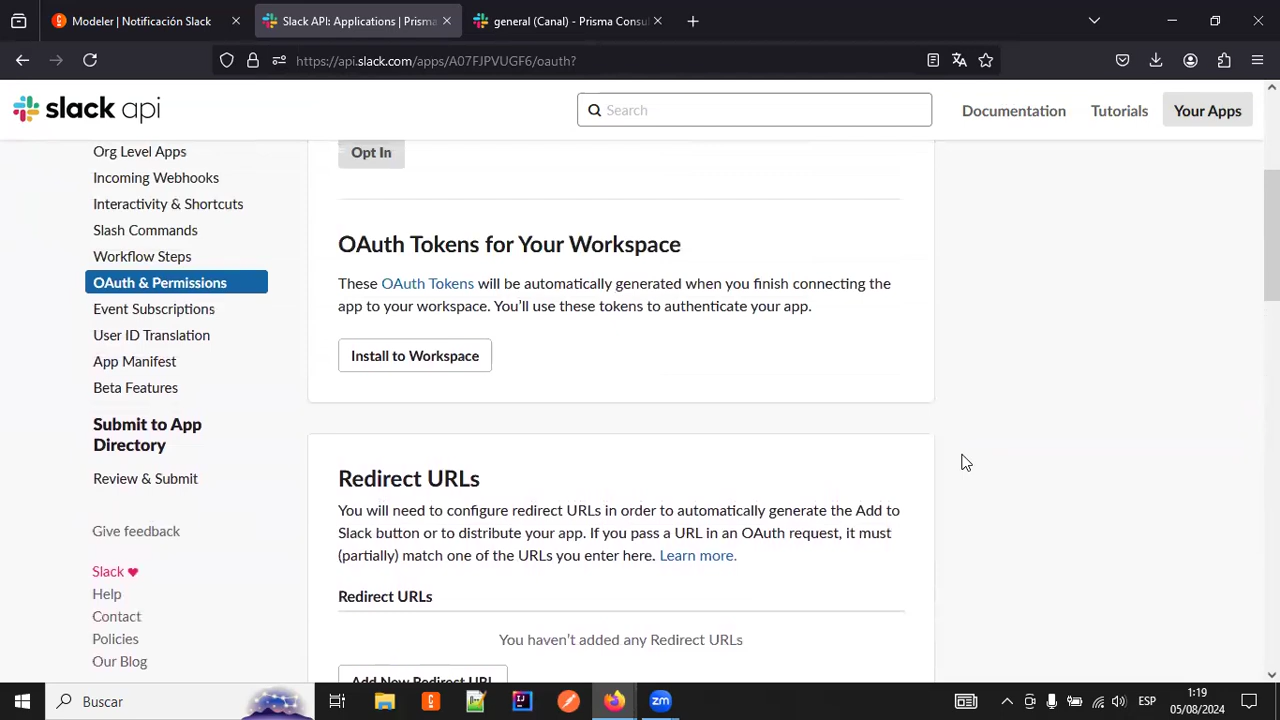 Modeler | Notificación Slack
Slack API: Applications | Prisma
general (Canal) - Prisma Consul
https://api.slack.com/apps/A07FJPVUGF6/oauth?
slack api
Search
Documentation
Tutorials
Your Apps
Org Level Apps
Incoming Webhooks
Interactivity & Shortcuts
Slash Commands
Workflow Steps
OAuth & Permissions
Event Subscriptions
User ID Translation
App Manifest
Beta Features
Submit to App
Directory
Review & Submit
Give feedback
Slack
Help
Contact
Policies
Our Blog
Opt In
OAuth Tokens for Your Workspace
These OAuth Tokens will be automatically generated when you finish connecting the
app to your workspace. You'll use these tokens to authenticate your app.
Install to Workspace
Redirect URLs
You will need to configure redirect URLs in order to automatically generate the Add to
Slack button or to distribute your app. If you pass a URL in an OAuth request, it must
(partially) match one of the URLs you enter here. Learn more.
Redirect URLs
You haven't added any Redirect URLs
Add New Redirect URL
Buscar
zm
ESP
1:19
05/08/2024